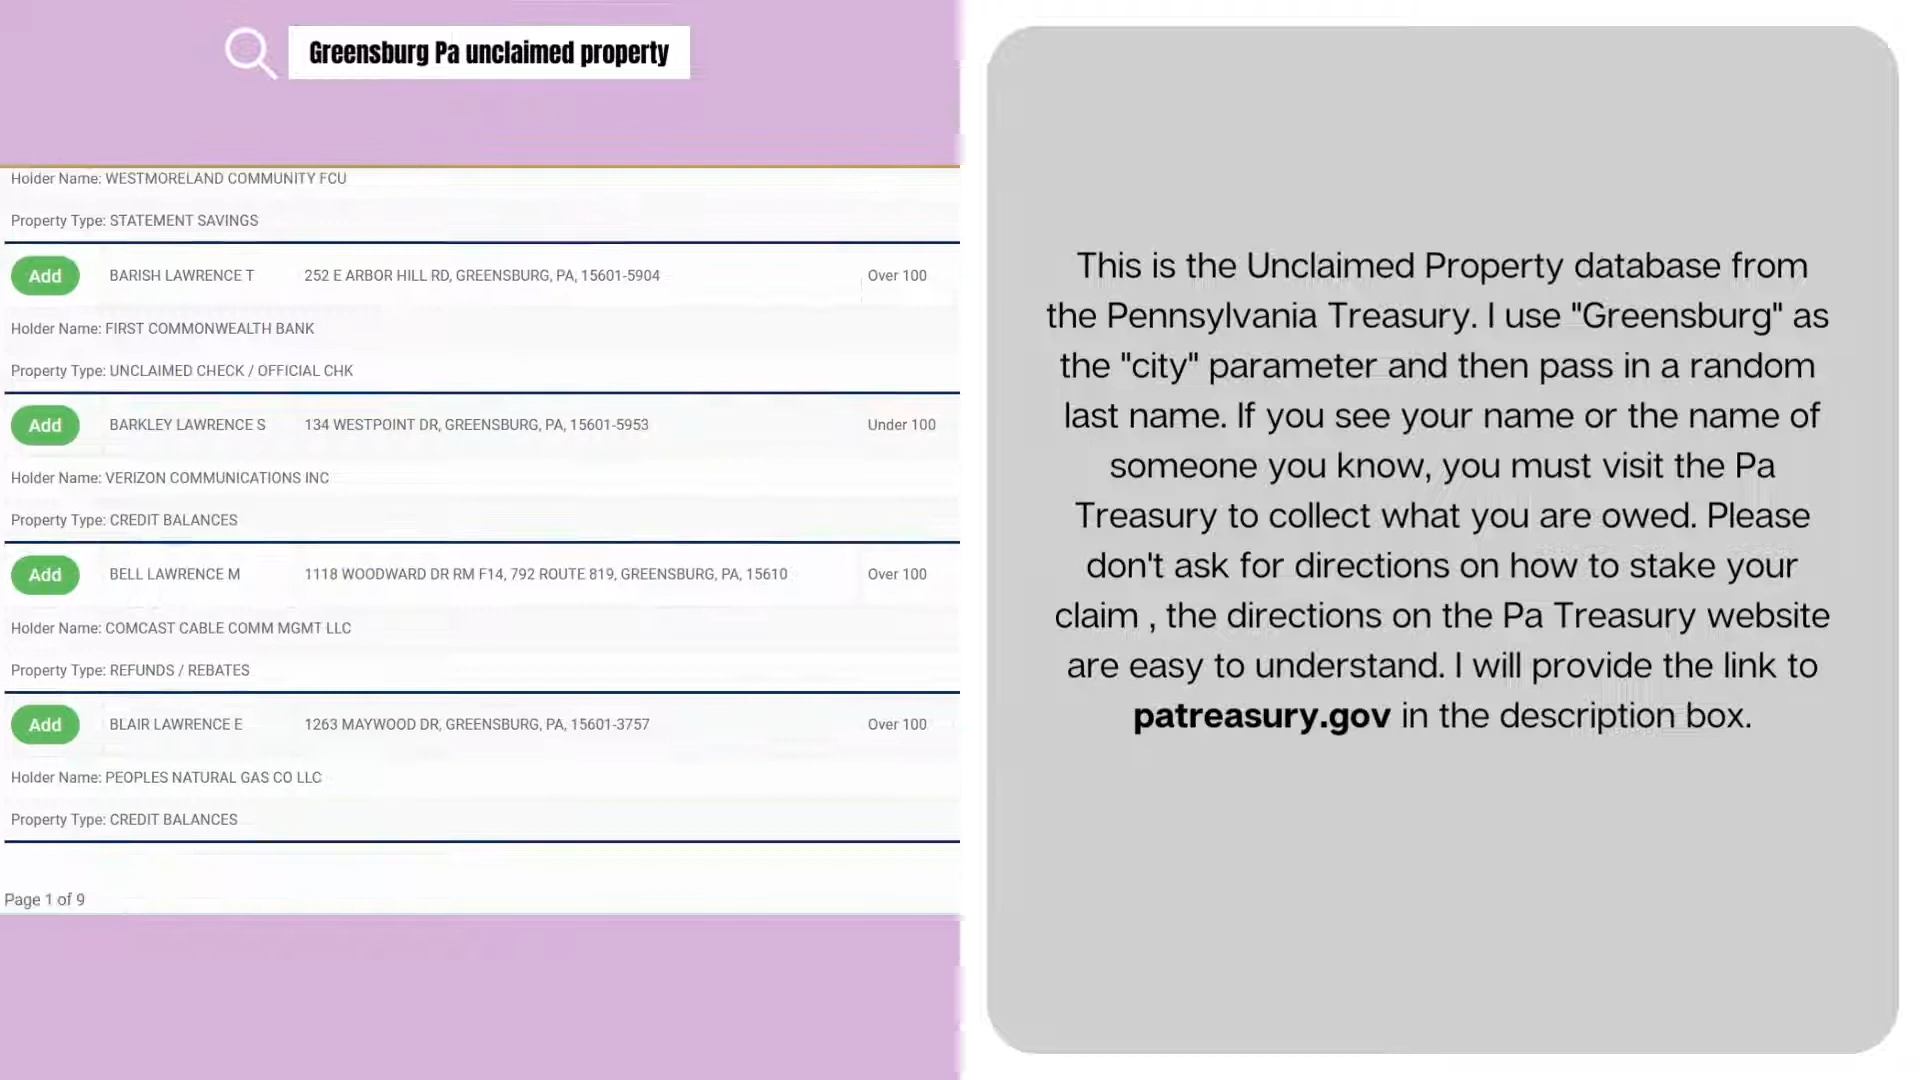 Greensburg Pa unclaimed property
Holder Name: WESTMORELAND COMMUNITY FCU
Property Type: STATEMENT SAVINGS
Add BARISH LAWRENCE T 252 E ARBOR HILL RD, GREENSBURG, PA, 15601-5904 Over 100
Holder Name: FIRST COMMONWEALTH BANK
Property Type: UNCLAIMED CHECK / OFFICIAL CHK
Add BARKLEY LAWRENCE S 134 WESTPOINT DR, GREENSBURG, PA, 15601-5953 Under 100
Holder Name: VERIZON COMMUNICATIONS INC
Property Type: CREDIT BALANCES
Add BELL LAWRENCE M 1118 WOODWARD DR RM F14, 792 ROUTE 819, GREENSBURG, PA, 15610 Over 100
Holder Name: COMCAST CABLE COMM MGMT LLC
Property Type: REFUNDS / REBATES
Add BLAIR LAWRENCE E 1263 MAYWOOD DR, GREENSBURG, PA, 15601-3757 Over 100
Holder Name: PEOPLES NATURAL GAS CO LLC
Property Type: CREDIT BALANCES
Page 1 of 9
This is the Unclaimed Property database from
the Pennsylvania Treasury. I use "Greensburg" as
the "city" parameter and then pass in a random
last name. If you see your name or the name of
someone you know, you must visit the Pa
Treasury to collect what you are owed. Please
don't ask for directions on how to stake your
claim , the directions on the Pa Treasury website
are easy to understand. I will provide the link to
patreasury.gov in the description box.